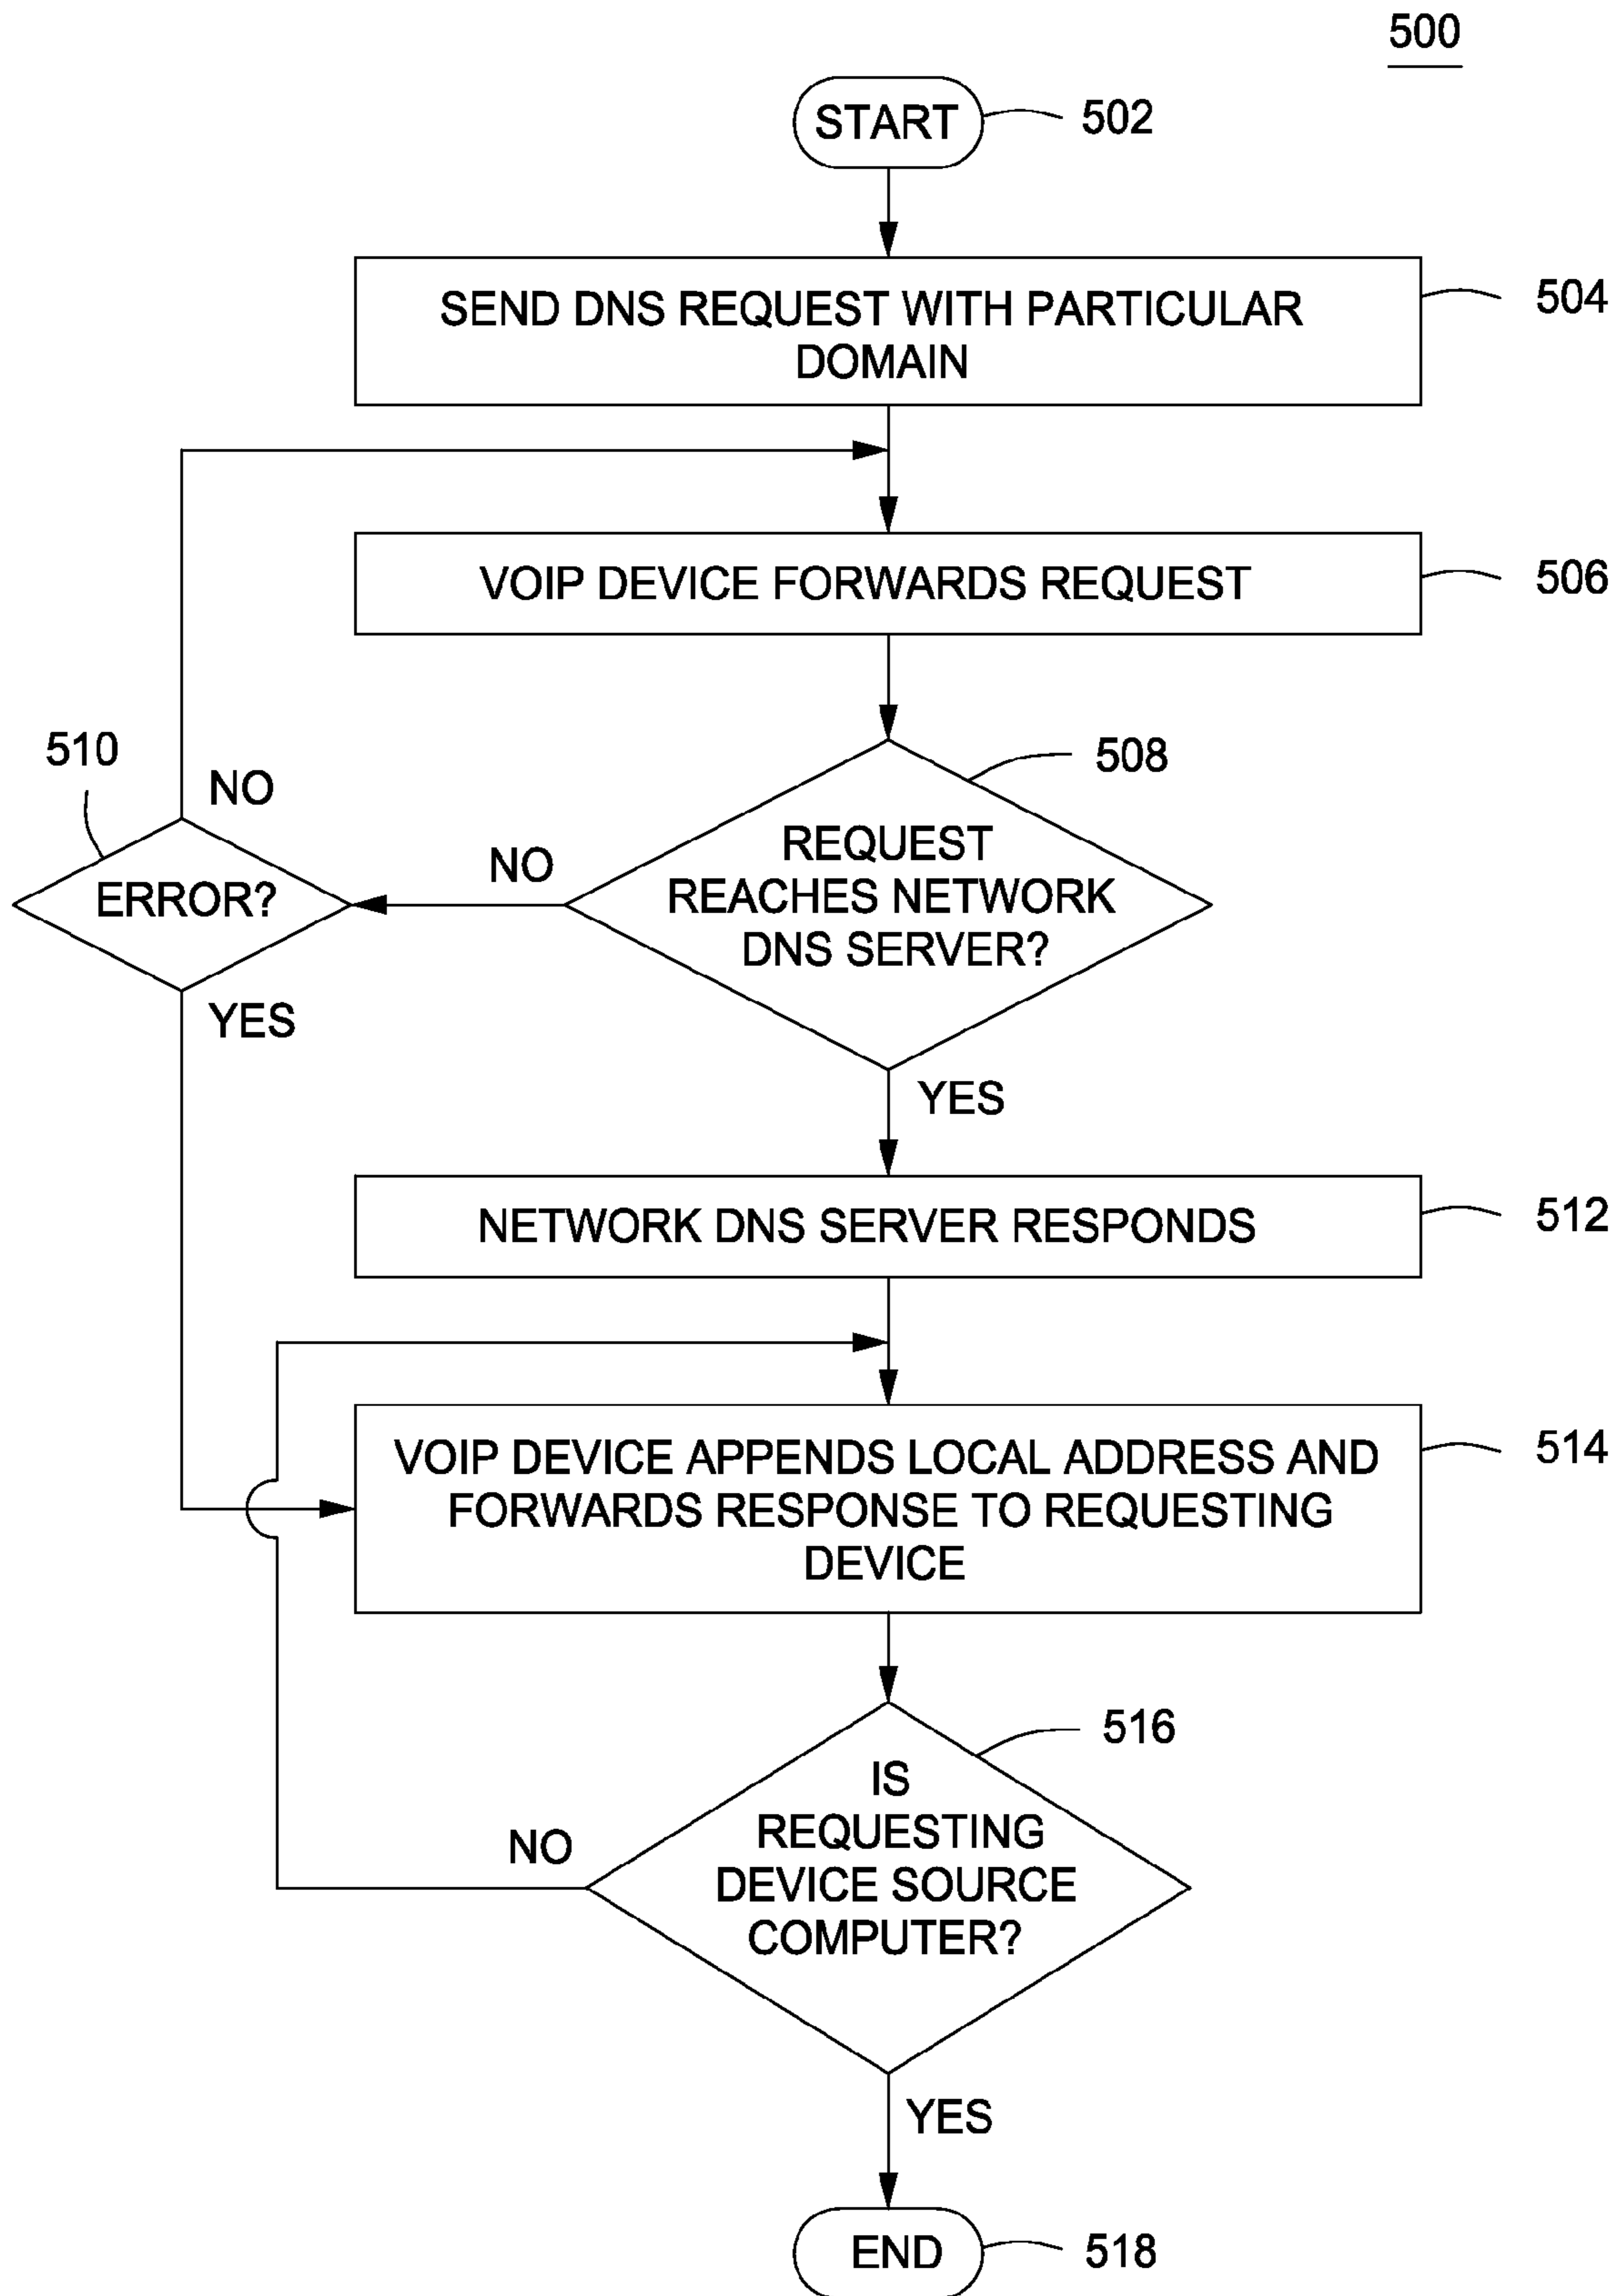 500
START
502
SEND DNS REQUEST WITH PARTICULAR
DOMAIN
504
VOIP DEVICE FORWARDS REQUEST
506
510
NO
ERROR?
YES
NO
508
REQUEST
REACHES NETWORK
DNS SERVER?
YES
NETWORK DNS SERVER RESPONDS
512
VOIP DEVICE APPENDS LOCAL ADDRESS AND
FORWARDS RESPONSE TO REQUESTING
DEVICE
514
516
IS
REQUESTING
DEVICE SOURCE
COMPUTER?
NO
YES
END
518